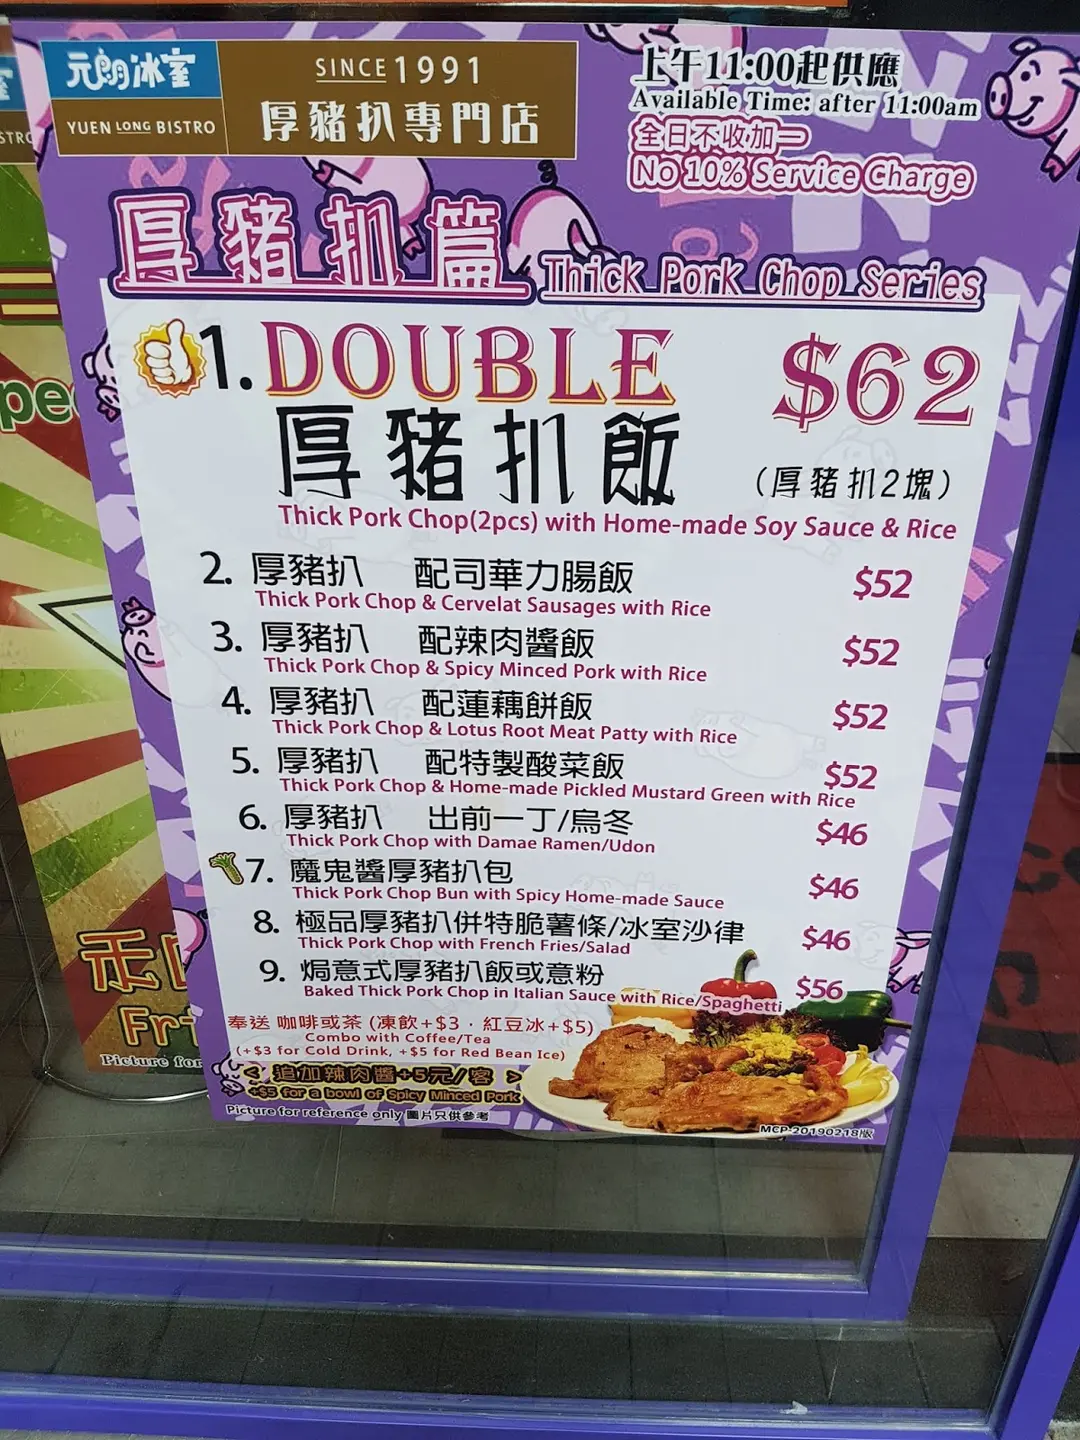 元朗冰室
YUEN LONG BISTRO
SINCE 1991
厚豬扒專門店
上午11:00起供應
Available Time: after 11:00am
全日不收加一
No 10% Service Charge
厚豬扒篇 Thick Pork Chop Series
1. DOUBLE $62
厚豬扒飯 (厚豬扒2塊)
Thick Pork Chop(2pcs) with Home-made Soy Sauce & Rice
2. 厚豬扒 配司華力腸飯 $52
Thick Pork Chop & Cervelat Sausages with Rice
3. 厚豬扒 配辣肉醬飯 $52
Thick Pork Chop & Spicy Minced Pork with Rice
4. 厚豬扒 配蓮藕餅飯 $52
Thick Pork Chop & Lotus Root Meat Patty with Rice
5. 厚豬扒 配特製酸菜飯 $52
Thick Pork Chop & Home-made Pickled Mustard Green with Rice
6. 厚豬扒 出前一丁/烏冬 $46
Thick Pork Chop with Damae Ramen/Udon
7. 魔鬼醬厚豬扒包 $46
Thick Pork Chop Bun with Spicy Home-made Sauce
8. 極品厚豬扒併特脆薯條/冰室沙律 $46
Thick Pork Chop with French Fries/Salad
9. 焗意式厚豬扒飯或意粉 $56
Baked Thick Pork Chop in Italian Sauce with Rice/Spaghetti
奉送 咖啡或茶 (凍飲+$3 · 紅豆冰+$5)
Combo with Coffee/Tea
(+$3 for Cold Drink, +$5 for Red Bean Ice)
< 追加辣肉醬+5元/客 >
+$5 for a bowl of Spicy Minced Pork
Picture for reference only 圖片只供參考
MCP-20190218版
Picture for